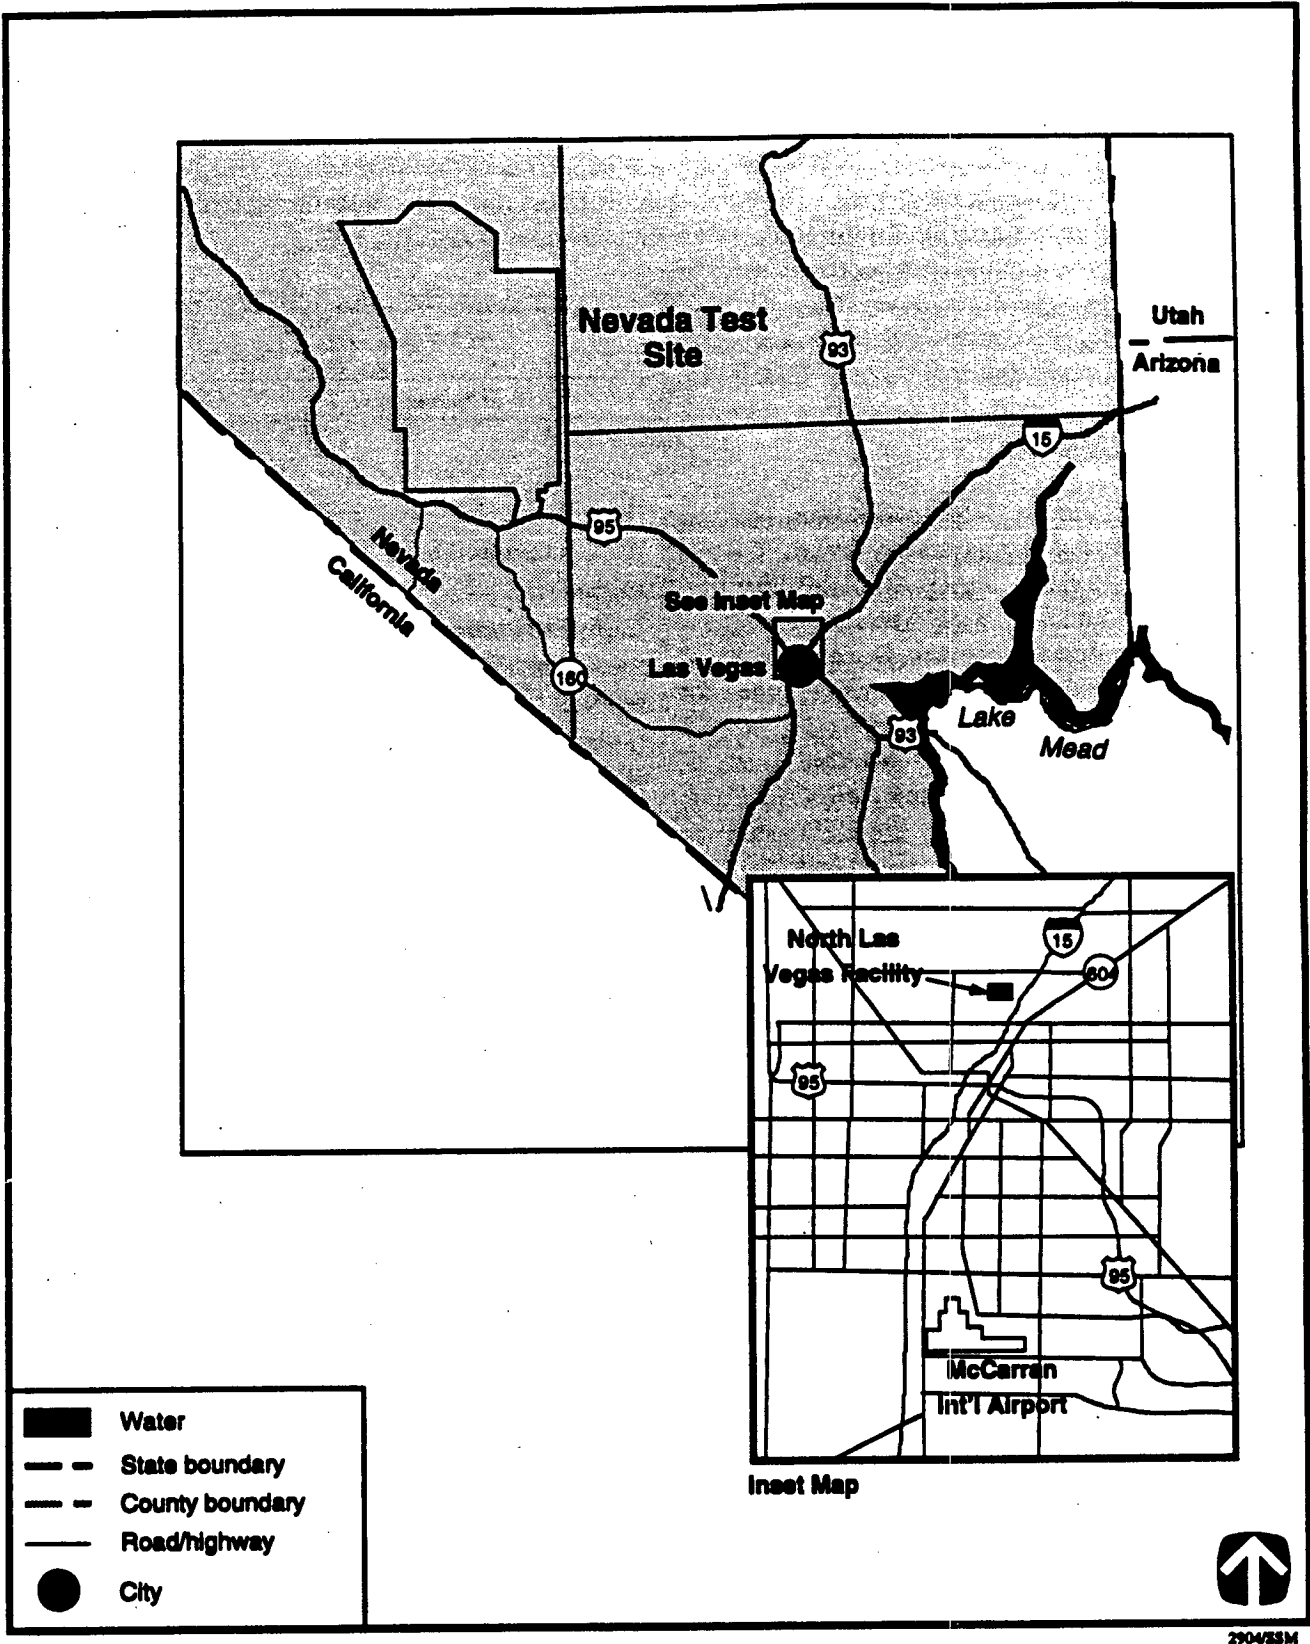 Nevada Test
Site
93
Utah
Arizona
15
95
Nevada
California
See Inset Map
Las Vegas
160
93
Lake
Mead
North Las
Vegas Facility
15
604
95
95
McCarran
Int'l Airport
Inset Map
Water
State boundary
County boundary
Road/highway
City
2904/SSM